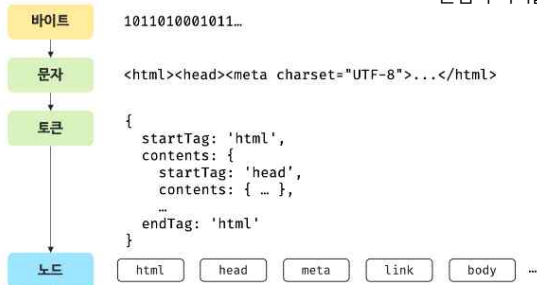 바이트 1011010001011…
문자 <html><head><meta charset="UTF-8">...</html>
토큰 {
startTag: 'html',
contents: {
startTag: 'head',
contents: { … },
…
endTag: 'html'
}
노드 html head meta link body …